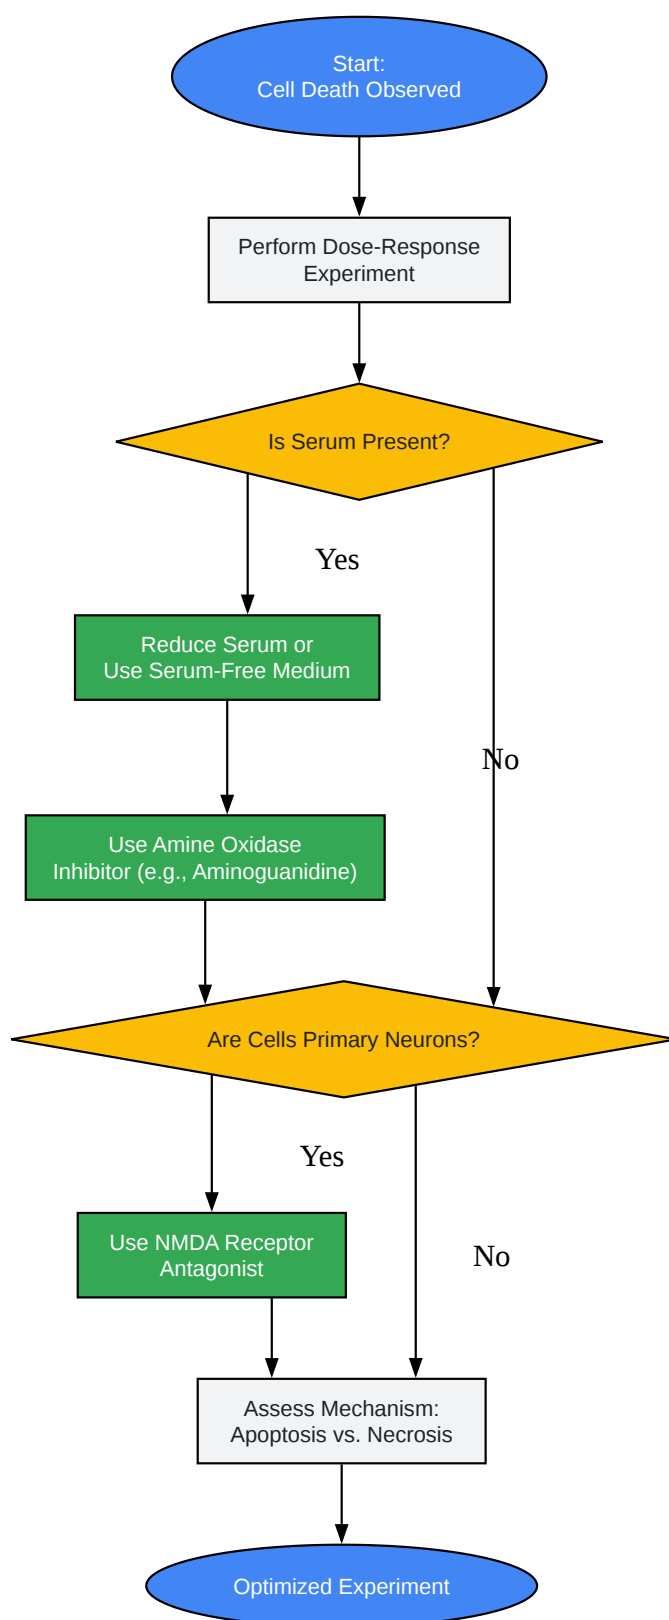 Start:
Cell Death Observed
Perform Dose-Response
Experiment
Is Serum Present?
Yes
Reduce Serum or
Use Serum-Free Medium
No
Use Amine Oxidase
Inhibitor (e.g., Aminoguanidine)
Are Cells Primary Neurons?
Yes
Use NMDA Receptor
Antagonist
No
Assess Mechanism:
Apoptosis vs. Necrosis
Optimized Experiment